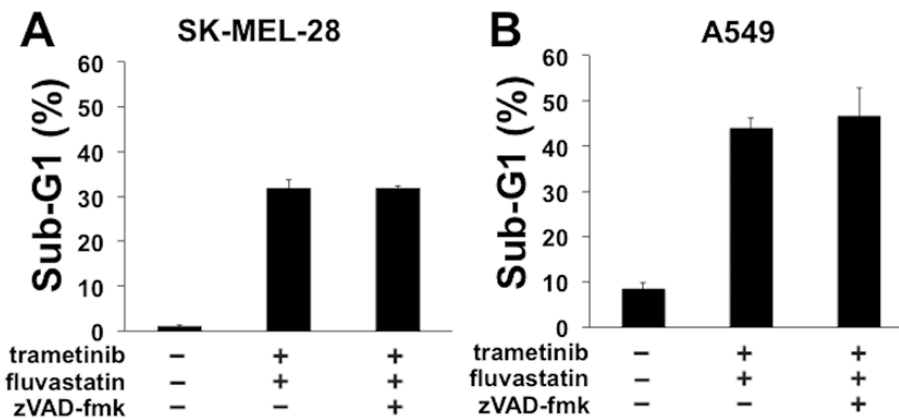 A
SK-MEL-28
Sub-G1 (%)
60
50
40
30
20
10
0
trametinib − + +
fluvastatin − + +
zVAD-fmk − − +
B
A549
Sub-G1 (%)
60
50
40
30
20
10
0
trametinib − + +
fluvastatin − + +
zVAD-fmk − − +